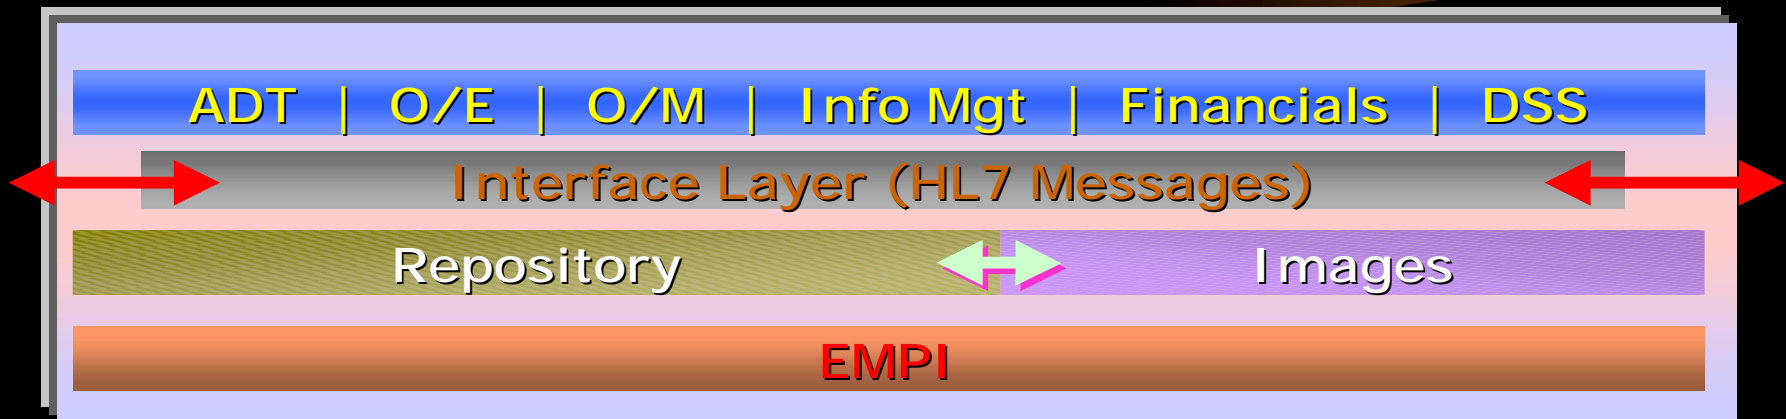 ADT | O/E | O/M | Info Mgt | Financials | DSS
Interface Layer (HL7 Messages)
Repository Images
EMPI